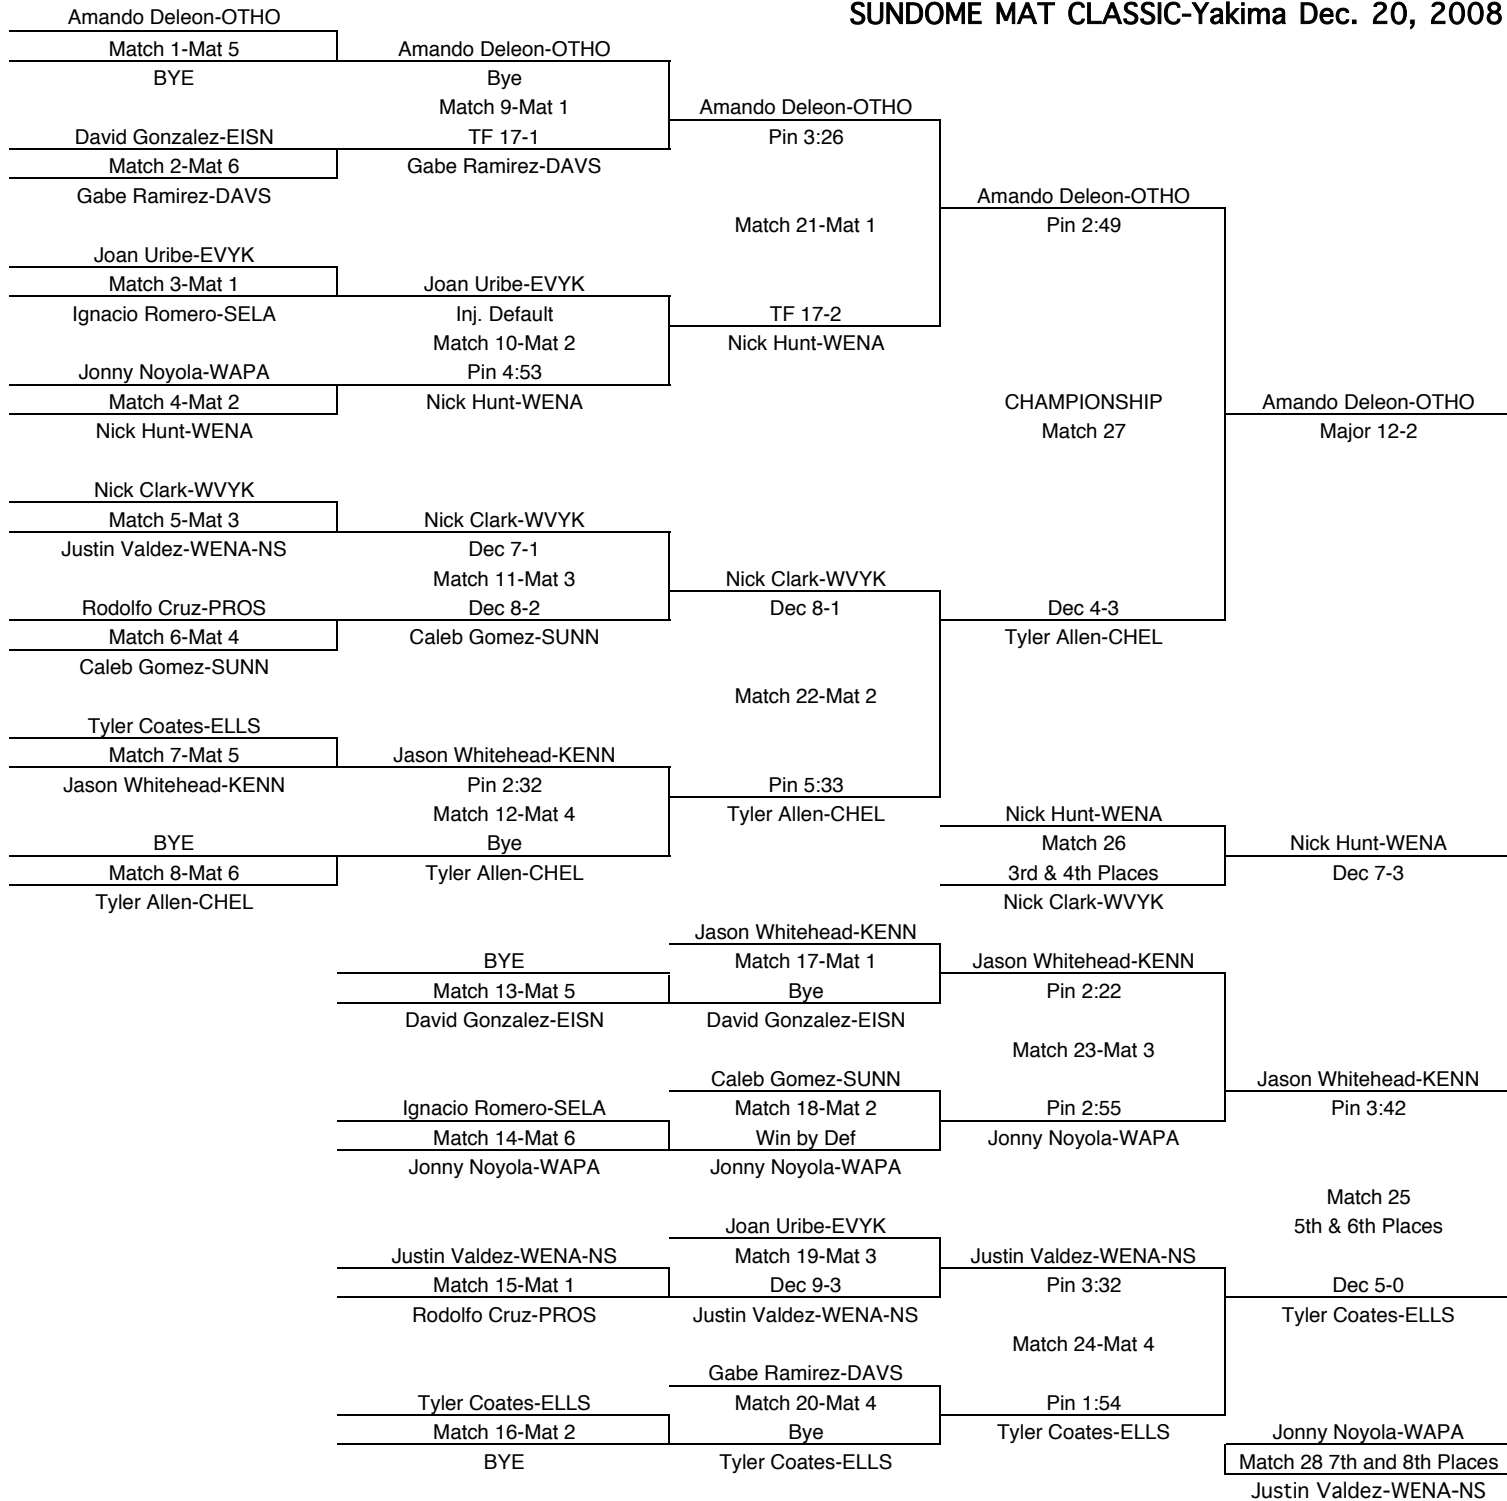 SUNDOME MAT CLASSIC-Yakima Dec. 20, 2008
Amando Deleon-OTHO
Match 1-Mat 5
BYE
David Gonzalez-EISN
Match 2-Mat 6
Gabe Ramirez-DAVS
Joan Uribe-EVYK
Match 3-Mat 1
Ignacio Romero-SELA
Jonny Noyola-WAPA
Match 4-Mat 2
Nick Hunt-WENA
Nick Clark-WVYK
Match 5-Mat 3
Justin Valdez-WENA-NS
Rodolfo Cruz-PROS
Match 6-Mat 4
Caleb Gomez-SUNN
Tyler Coates-ELLS
Match 7-Mat 5
Jason Whitehead-KENN
BYE
Match 8-Mat 6
Tyler Allen-CHEL
Amando Deleon-OTHO
Bye
Match 9-Mat 1
TF 17-1
Gabe Ramirez-DAVS
Joan Uribe-EVYK
Inj. Default
Match 10-Mat 2
Pin 4:53
Nick Hunt-WENA
Nick Clark-WVYK
Dec 7-1
Match 11-Mat 3
Dec 8-2
Caleb Gomez-SUNN
Jason Whitehead-KENN
Pin 2:32
Match 12-Mat 4
Bye
Tyler Allen-CHEL
Amando Deleon-OTHO
Pin 3:26
Match 21-Mat 1
TF 17-2
Nick Hunt-WENA
Nick Clark-WVYK
Dec 8-1
Match 22-Mat 2
Pin 5:33
Tyler Allen-CHEL
Amando Deleon-OTHO
Pin 2:49
CHAMPIONSHIP
Match 27
Dec 4-3
Tyler Allen-CHEL
Amando Deleon-OTHO
Major 12-2
Nick Hunt-WENA
Match 26
3rd & 4th Places
Nick Clark-WVYK
Nick Hunt-WENA
Dec 7-3
BYE
Match 13-Mat 5
David Gonzalez-EISN
Ignacio Romero-SELA
Match 14-Mat 6
Jonny Noyola-WAPA
Justin Valdez-WENA-NS
Match 15-Mat 1
Rodolfo Cruz-PROS
Tyler Coates-ELLS
Match 16-Mat 2
BYE
Jason Whitehead-KENN
Match 17-Mat 1
Bye
David Gonzalez-EISN
Caleb Gomez-SUNN
Match 18-Mat 2
Win by Def
Jonny Noyola-WAPA
Joan Uribe-EVYK
Match 19-Mat 3
Dec 9-3
Justin Valdez-WENA-NS
Gabe Ramirez-DAVS
Match 20-Mat 4
Bye
Tyler Coates-ELLS
Jason Whitehead-KENN
Pin 2:22
Match 23-Mat 3
Pin 2:55
Jonny Noyola-WAPA
Justin Valdez-WENA-NS
Pin 3:32
Match 24-Mat 4
Pin 1:54
Tyler Coates-ELLS
Jason Whitehead-KENN
Pin 3:42
Match 25
5th & 6th Places
Dec 5-0
Tyler Coates-ELLS
Jonny Noyola-WAPA
Match 28 7th and 8th Places
Justin Valdez-WENA-NS